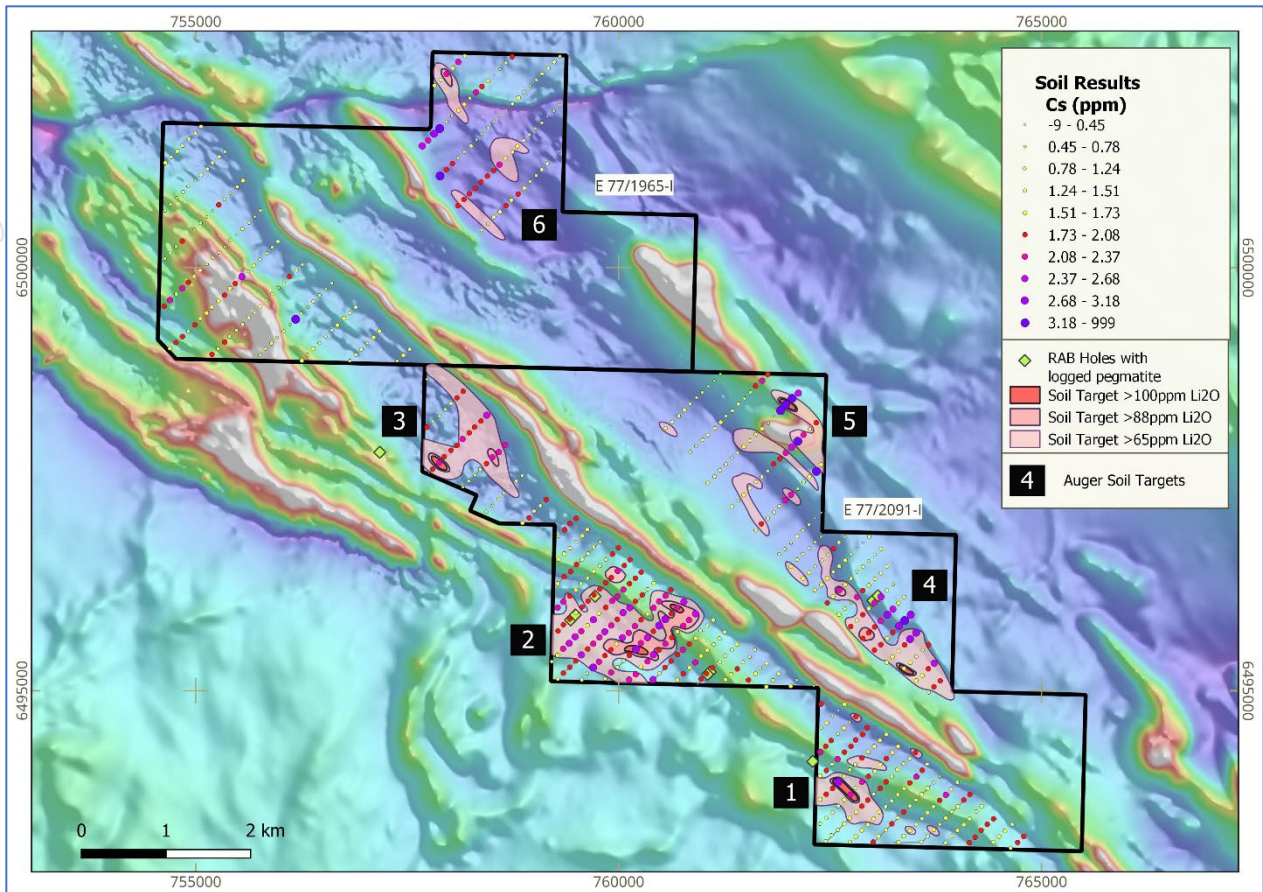 755000
760000
765000
Soil Results
Cs (ppm)
-9 - 0.45
0.45 - 0.78
0.78 - 1.24
1.24 - 1.51
1.51 - 1.73
1.73 - 2.08
2.08 - 2.37
2.37 - 2.68
2.68 - 3.18
3.18 - 999
RAB Holes with
logged pegmatite
Soil Target >100ppm Li2O
Soil Target >88ppm Li2O
Soil Target >65ppm Li2O
4 Auger Soil Targets
E 77/1965-I
6
6500000
6500000
3
5
E 77/2091-I
4
2
6495000
6495000
1
0 1 2 km
755000
760000
765000